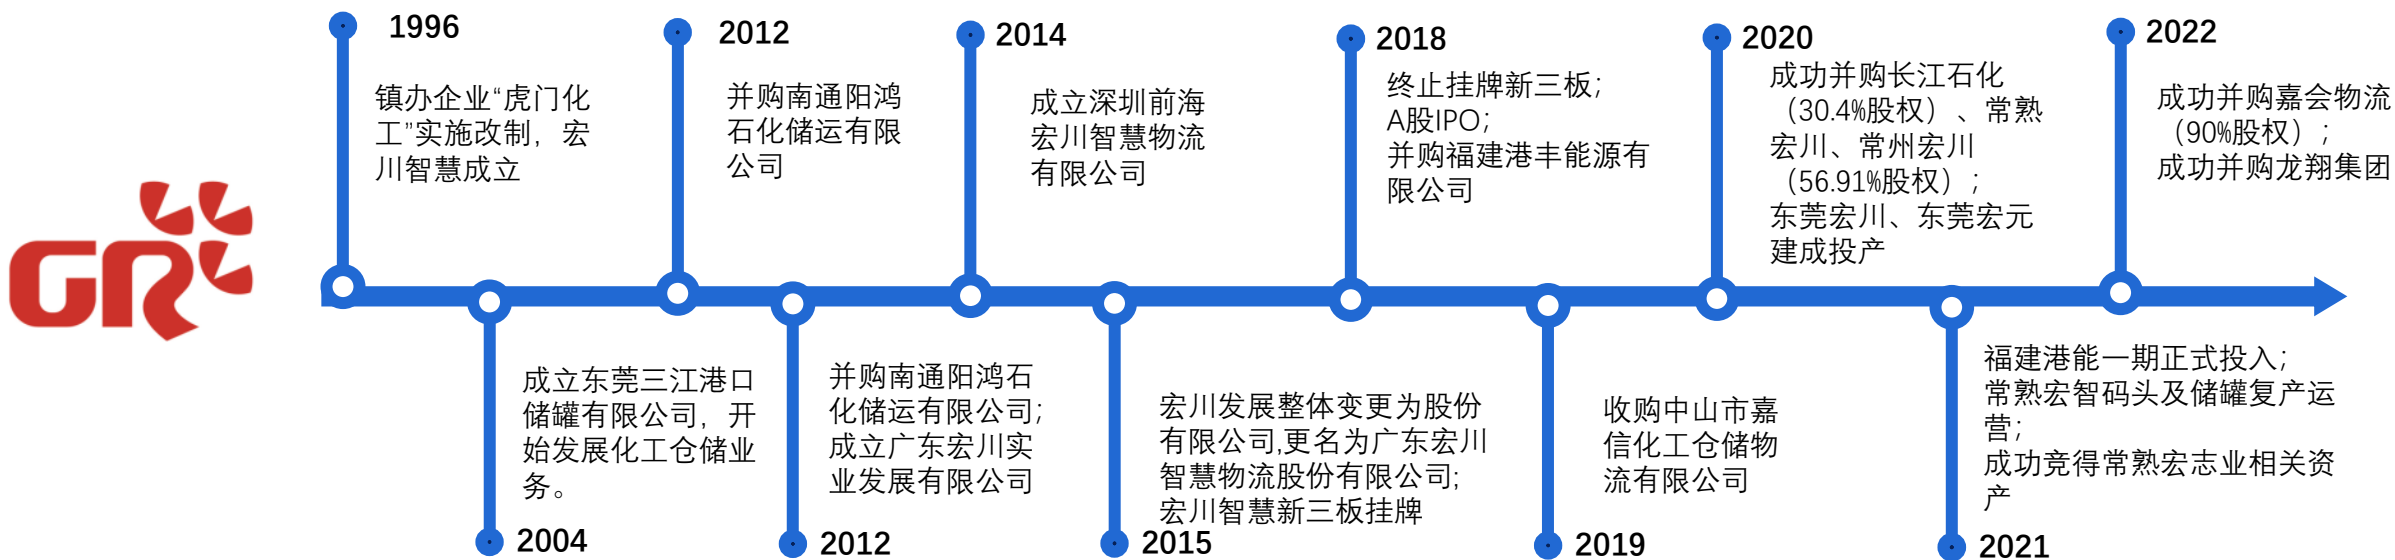 1996
镇办企业“虎门化
工”实施改制，宏
川智慧成立
2012
并购南通阳鸿
石化储运有限
公司
2014
成立深圳前海
宏川智慧物流
有限公司
2018
终止挂牌新三板；
A股IPO；
并购福建港丰能源有
限公司
2020
成功并购长江石化
（30.4%股权）、常熟
宏川、常州宏川
（56.91%股权）；
东莞宏川、东莞宏元
建成投产
2022
成功并购嘉会物流
（90%股权）；
成功并购龙翔集团
GR
成立东莞三江港口
储罐有限公司，开
始发展化工仓储业
务。
2004
并购南通阳鸿石
化储运有限公司；
成立广东宏川实
业发展有限公司
2012
宏川发展整体变更为股份
有限公司,更名为广东宏川
智慧物流股份有限公司;
宏川智慧新三板挂牌
2015
收购中山市嘉
信化工仓储物
流有限公司
2019
福建港能一期正式投入；
常熟宏智码头及储罐复产运
营；
成功竞得常熟宏志业相关资
产
2021